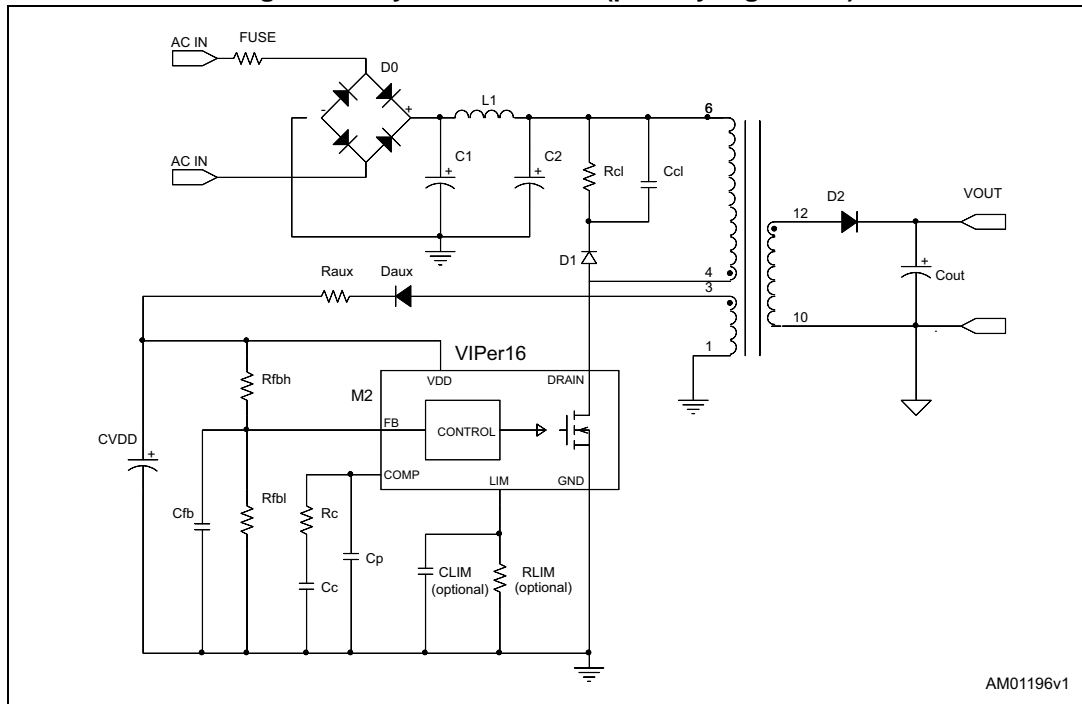 AC IN
FUSE
D0
-
+
L1
6
AC IN
C1
+
C2
+
Rcl
Ccl
D2
VOUT
12
D1
4
3
+
Cout
10
Raux
Daux
1
VIPer16
Rfbh
VDD
DRAIN
M2
FB
CONTROL
CVDD
+
COMP
LIM
GND
Cfb
Rfbl
Rc
Cp
Cc
CLIM
(optional)
RLIM
(optional)
AM01196v1